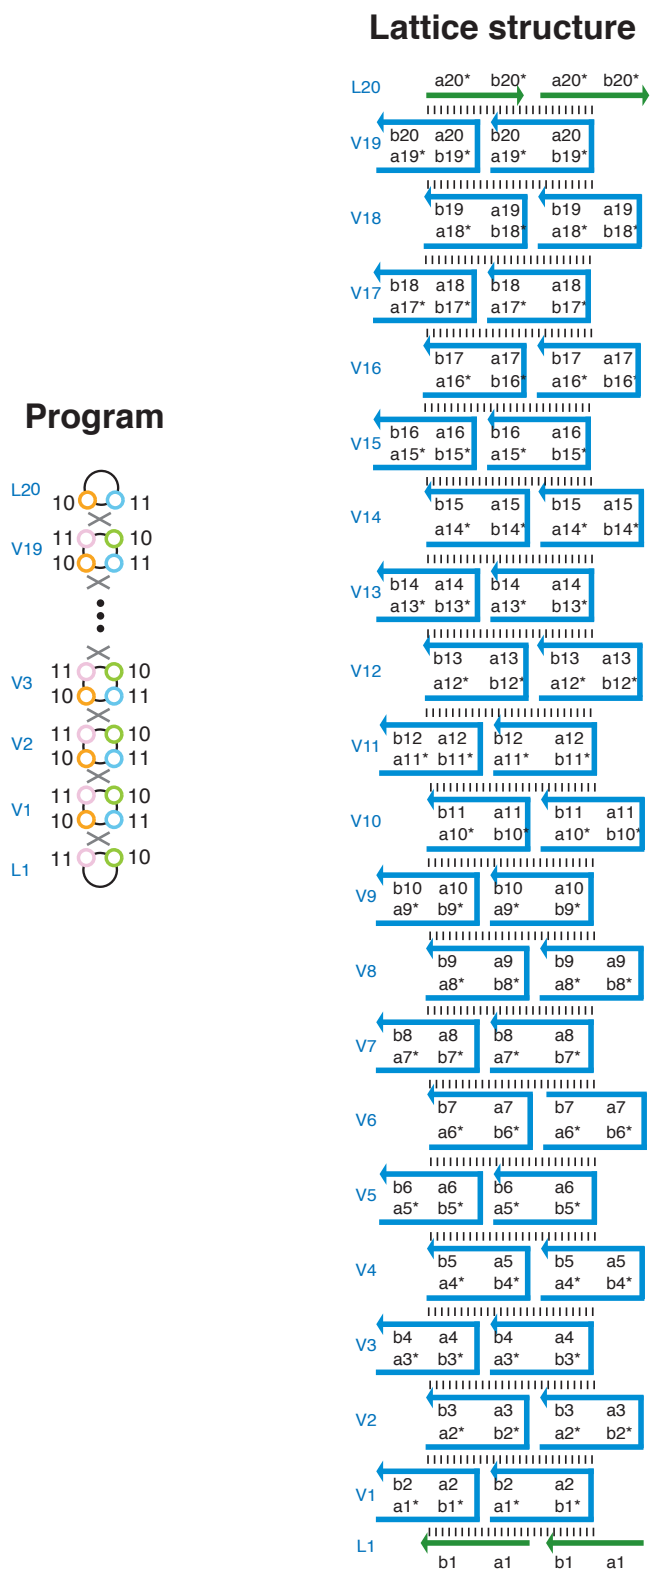 Lattice structure
L20
a20* b20* a20* b20*
V19
b20 a20 b20 a20
a19* b19* a19* b19*
V18
b19 a19 b19 a19
a18* b18* a18* b18*
V17
b18 a18 b18 a18
a17* b17* a17* b17*
V16
b17 a17 b17 a17
a16* b16* a16* b16*
V15
b16 a16 b16 a16
a15* b15* a15* b15*
V14
b15 a15 b15 a15
a14* b14* a14* b14*
V13
b14 a14 b14 a14
a13* b13* a13* b13*
V12
b13 a13 b13 a13
a12* b12* a12* b12*
V11
b12 a12 b12 a12
a11* b11* a11* b11*
V10
b11 a11 b11 a11
a10* b10* a10* b10*
V9
b10 a10 b10 a10
a9* b9* a9* b9*
V8
b9 a9 b9 a9
a8* b8* a8* b8*
V7
b8 a8 b8 a8
a7* b7* a7* b7*
V6
b7 a7 b7 a7
a6* b6* a6* b6*
V5
b6 a6 b6 a6
a5* b5* a5* b5*
V4
b5 a5 b5 a5
a4* b4* a4* b4*
V3
b4 a4 b4 a4
a3* b3* a3* b3*
V2
b3 a3 b3 a3
a2* b2* a2* b2*
V1
b2 a2 b2 a2
a1* b1* a1* b1*
L1
b1 a1 b1 a1
Program
L20
10 11
V19
11 10
10 11
V3
11 10
10 11
V2
11 10
10 11
V1
11 10
10 11
L1
11 10